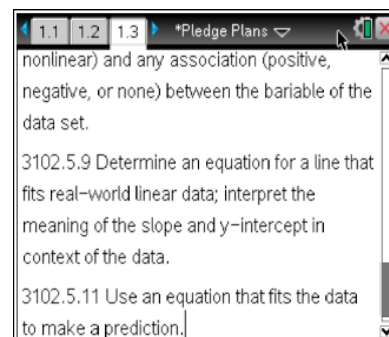 1.1 1.2 1.3 *Pledge Plans
nonlinear) and any association (positive,
negative, or none) between the bariable of the
data set.
3102.5.9 Determine an equation for a line that
fits real-world linear data; interpret the
meaning of the slope and y-intercept in
context of the data.
3102.5.11 Use an equation that fits the data
to make a prediction.